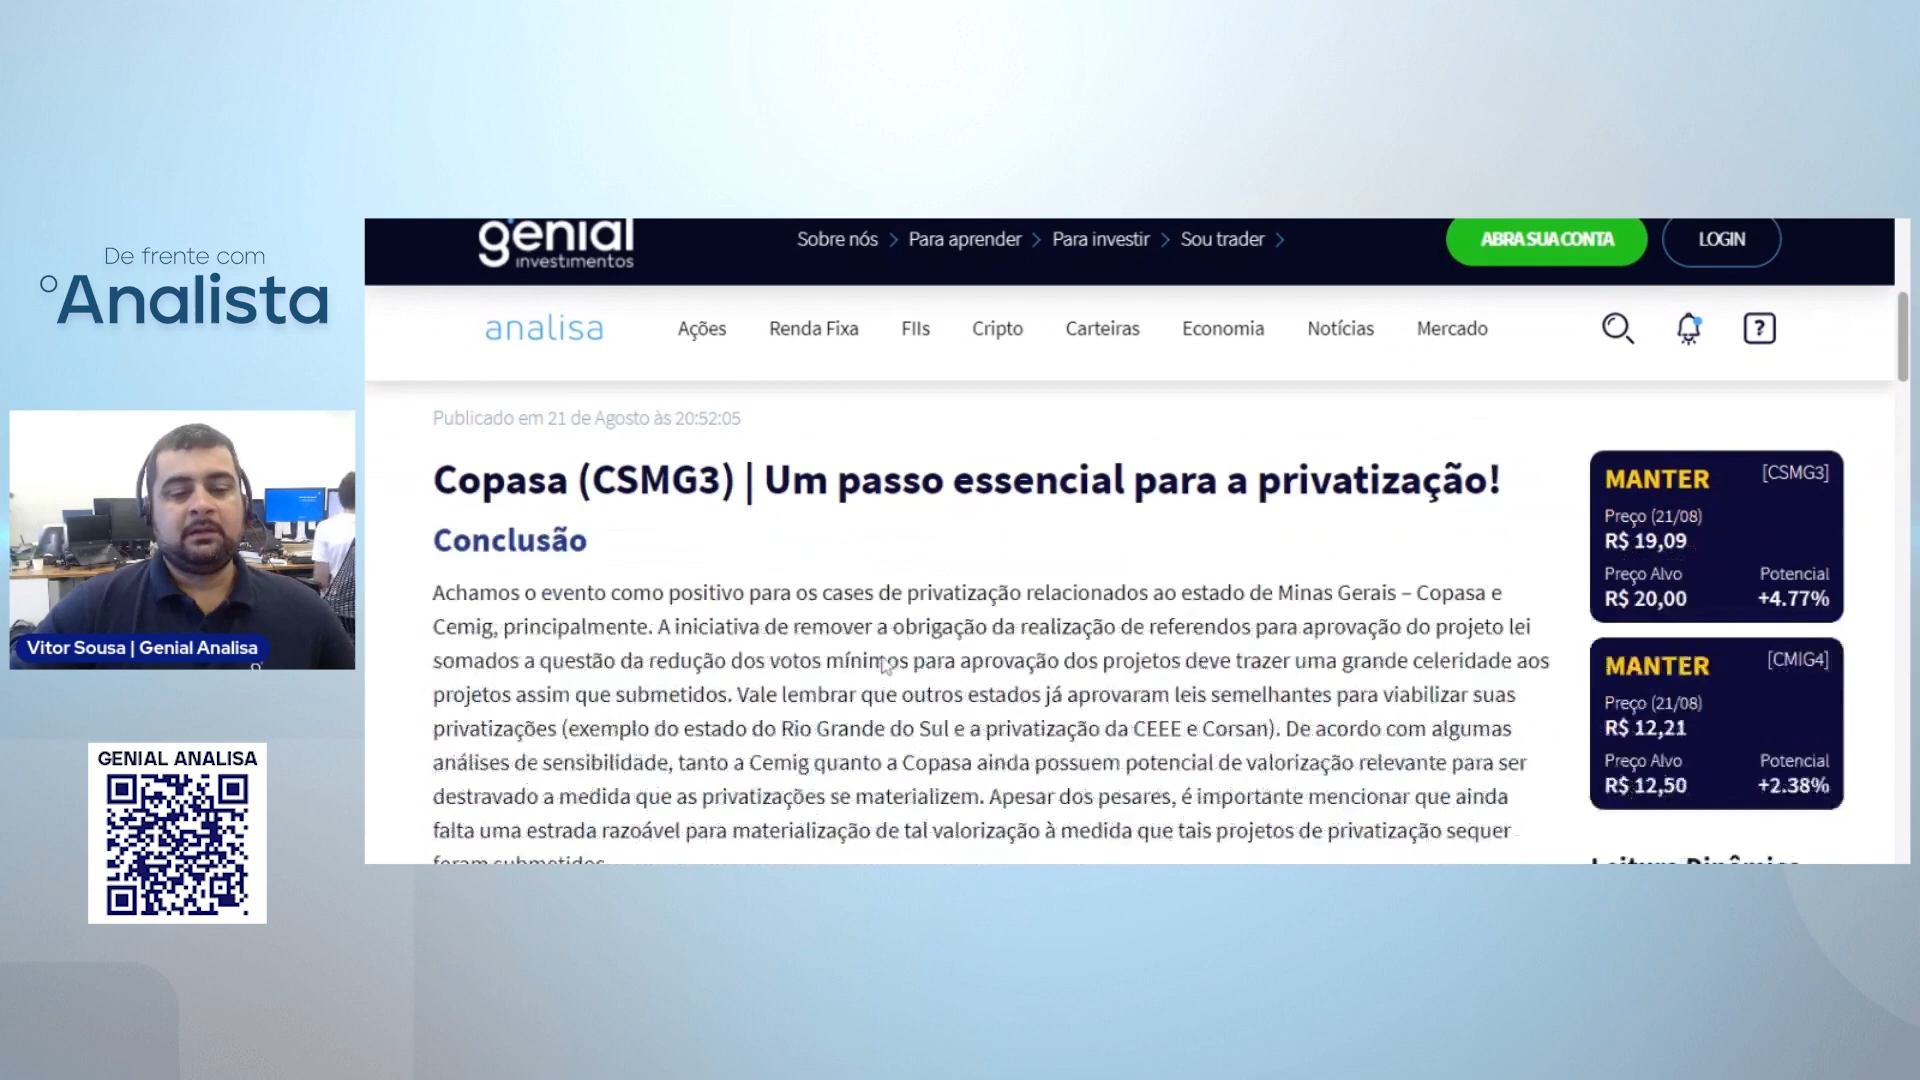 De frente com
Analista
Vitor Sousa | Genial Analisa
GENIAL ANALISA
genial
investimentos
Sobre nós > Para aprender > Para investir > Sou trader >
ABRA SUA CONTA
LOGIN
analisa
Ações
Renda Fixa
FIIs
Cripto
Carteiras
Economia
Notícias
Mercado
?
Publicado em 21 de Agosto às 20:52:05
Copasa (CSMG3) | Um passo essencial para a privatização!
Conclusão
Achamos o evento como positivo para os cases de privatização relacionados ao estado de Minas Gerais – Copasa e
Cemig, principalmente. A iniciativa de remover a obrigação da realização de referendos para aprovação do projeto lei
somados a questão da redução dos votos mínimos para aprovação dos projetos deve trazer uma grande celeridade aos
projetos assim que submetidos. Vale lembrar que outros estados já aprovaram leis semelhantes para viabilizar suas
privatizações (exemplo do estado do Rio Grande do Sul e a privatização da CEEE e Corsan). De acordo com algumas
análises de sensibilidade, tanto a Cemig quanto a Copasa ainda possuem potencial de valorização relevante para ser
destravado a medida que as privatizações se materializem. Apesar dos pesares, é importante mencionar que ainda
falta uma estrada razoável para materialização de tal valorização à medida que tais projetos de privatização sequer
foram submetidos.
MANTER [CSMG3]
Preço (21/08)
R$ 19,09
Preço Alvo Potencial
R$ 20,00 +4.77%
MANTER [CMIG4]
Preço (21/08)
R$ 12,21
Preço Alvo Potencial
R$ 12,50 +2.38%
Leitura Dinâmica